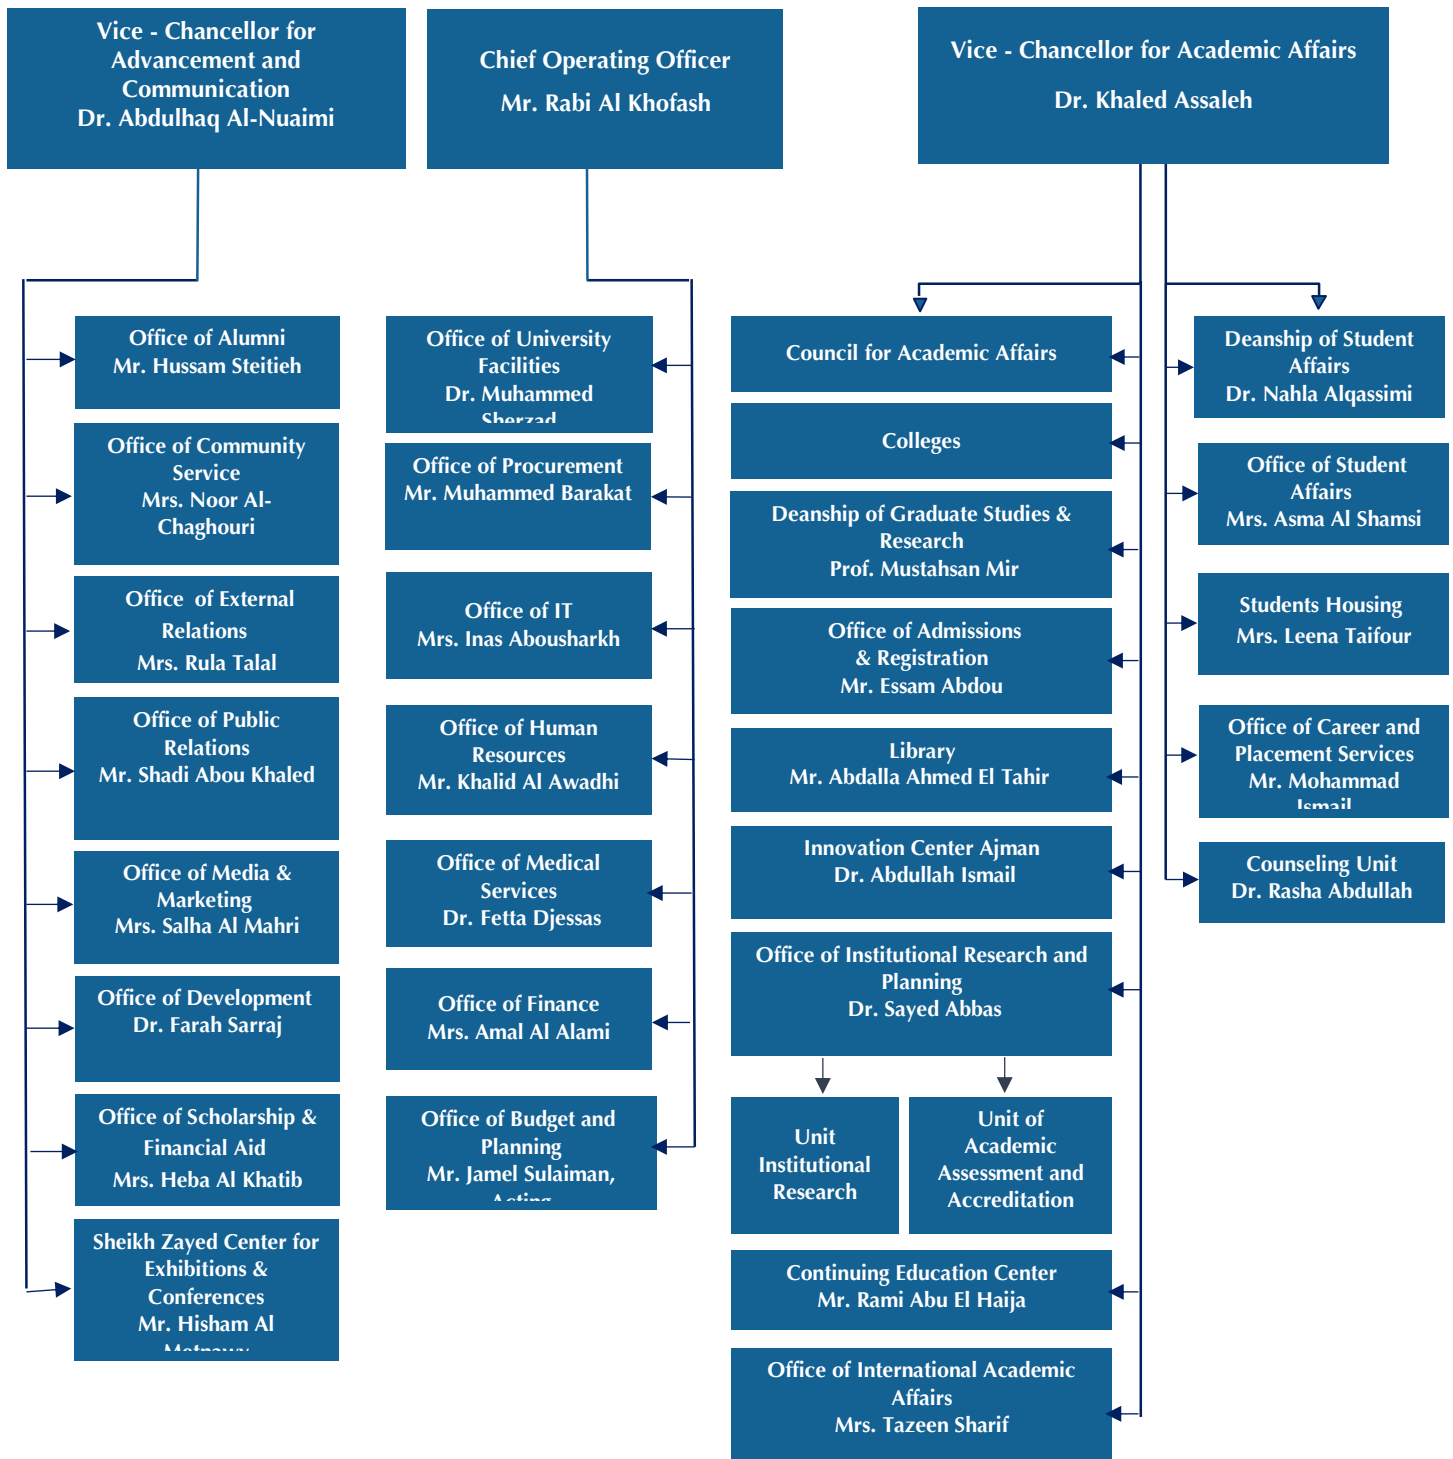 Vice - Chancellor for
Advancement and
Communication
Dr. Abdulhaq Al-Nuaimi
Chief Operating Officer
Mr. Rabi Al Khofash
Vice - Chancellor for Academic Affairs
Dr. Khaled Assaleh
Office of Alumni
Mr. Hussam Steitieh
Office of Community
Service
Mrs. Noor Al-
Chaghouri
Office of External
Relations
Mrs. Rula Talal
Office of Public
Relations
Mr. Shadi Abou Khaled
Office of Media &
Marketing
Mrs. Salha Al Mahri
Office of Development
Dr. Farah Sarraj
Office of Scholarship &
Financial Aid
Mrs. Heba Al Khatib
Sheikh Zayed Center for
Exhibitions &
Conferences
Mr. Hisham Al
Office of University
Facilities
Dr. Muhammed
Sherzad
Office of Procurement
Mr. Muhammed Barakat
Office of IT
Mrs. Inas Abousharkh
Office of Human
Resources
Mr. Khalid Al Awadhi
Office of Medical
Services
Dr. Fetta Djessas
Office of Finance
Mrs. Amal Al Alami
Office of Budget and
Planning
Mr. Jamel Sulaiman,
Acting
Council for Academic Affairs
Colleges
Deanship of Graduate Studies &
Research
Prof. Mustahsan Mir
Office of Admissions
& Registration
Mr. Essam Abdou
Library
Mr. Abdalla Ahmed El Tahir
Innovation Center Ajman
Dr. Abdullah Ismail
Office of Institutional Research and
Planning
Dr. Sayed Abbas
Unit
Institutional
Research
Unit of
Academic
Assessment and
Accreditation
Continuing Education Center
Mr. Rami Abu El Haija
Office of International Academic
Affairs
Mrs. Tazeen Sharif
Deanship of Student
Affairs
Dr. Nahla Alqassimi
Office of Student
Affairs
Mrs. Asma Al Shamsi
Students Housing
Mrs. Leena Taifour
Office of Career and
Placement Services
Mr. Mohammad
Ismail
Counseling Unit
Dr. Rasha Abdullah